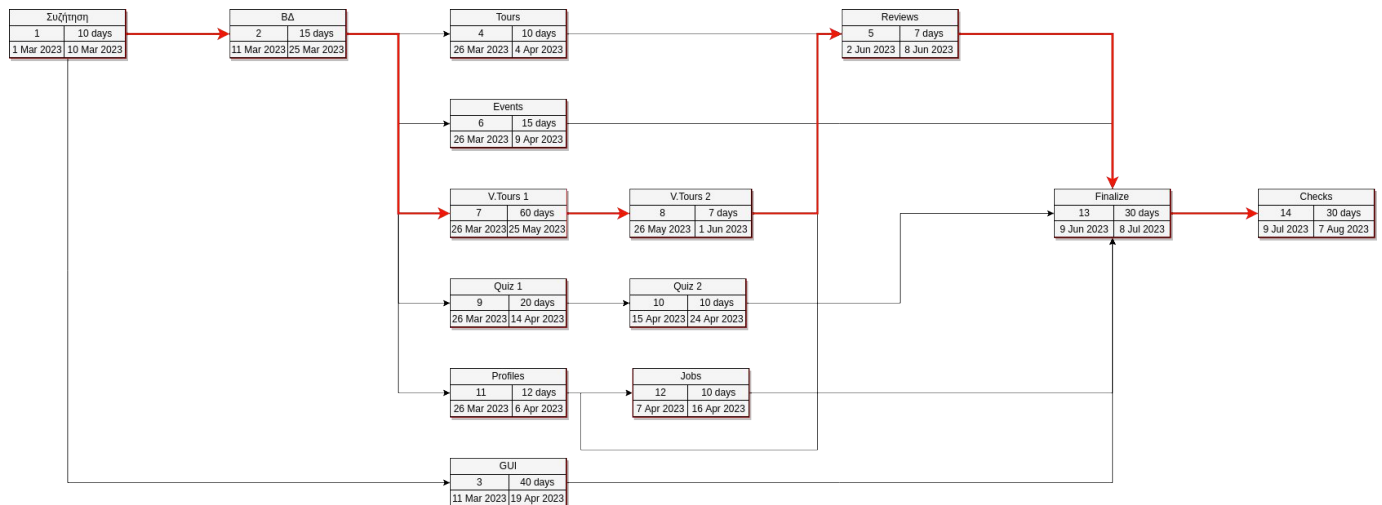 Συζήτηση
1 10 days
1 Mar 2023 10 Mar 2023
ΒΔ
2 15 days
11 Mar 2023 25 Mar 2023
Tours
4 10 days
26 Mar 2023 4 Apr 2023
Reviews
5 7 days
2 Jun 2023 8 Jun 2023
Events
6 15 days
26 Mar 2023 9 Apr 2023
V.Tours 1
7 60 days
26 Mar 2023 25 May 2023
V.Tours 2
8 7 days
26 May 2023 1 Jun 2023
Finalize
13 30 days
9 Jun 2023 8 Jul 2023
Checks
14 30 days
9 Jul 2023 7 Aug 2023
Quiz 1
9 20 days
26 Mar 2023 14 Apr 2023
Quiz 2
10 10 days
15 Apr 2023 24 Apr 2023
Profiles
11 12 days
26 Mar 2023 6 Apr 2023
Jobs
12 10 days
7 Apr 2023 16 Apr 2023
GUI
3 40 days
11 Mar 2023 19 Apr 2023